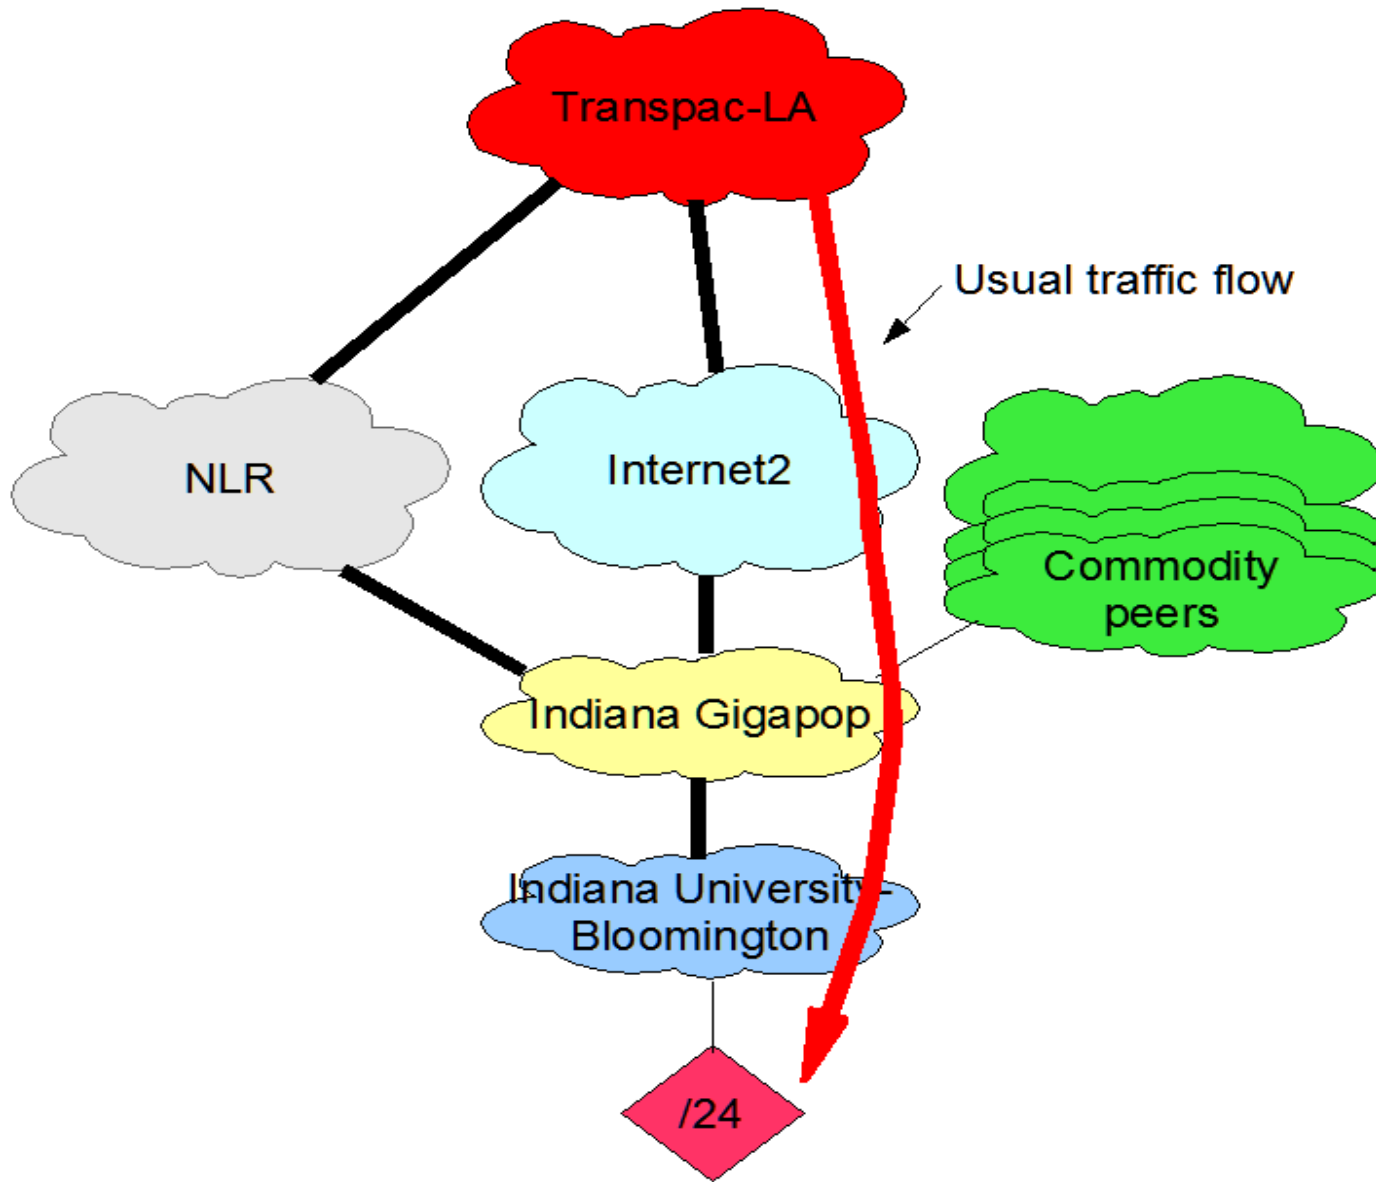 Transpac-LA
Usual traffic flow
NLR
Internet2
Commodity
peers
Indiana Gigapop
Indiana University-
Bloomington
/24